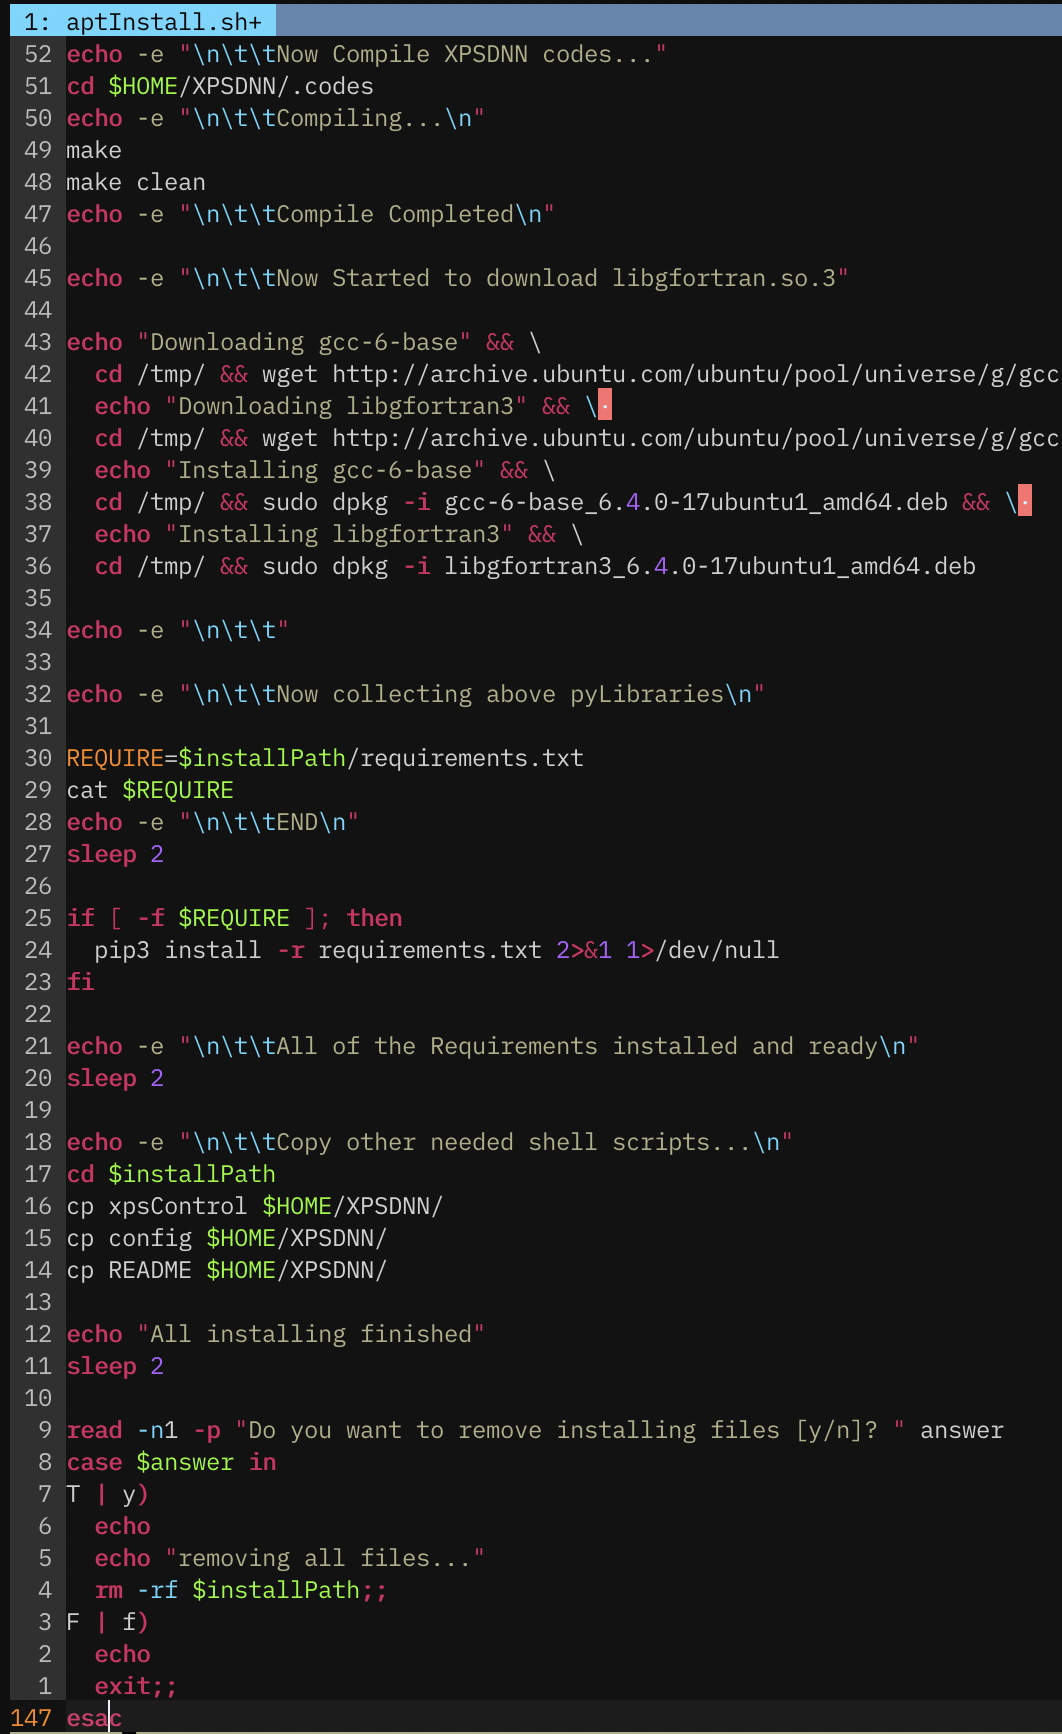 1: aptInstall.sh+
52 echo -e "\n\t\tNow Compile XPSDNN codes..."
51 cd $HOME/XPSDNN/.codes
50 echo -e "\n\t\tCompiling...\n"
49 make
48 make clean
47 echo -e "\n\t\tCompile Completed\n"
46
45 echo -e "\n\t\tNow Started to download libgfortran.so.3"
44
43 echo "Downloading gcc-6-base" && \
42   cd /tmp/ && wget http://archive.ubuntu.com/ubuntu/pool/universe/g/gcc
41   echo "Downloading libgfortran3" && \·
40   cd /tmp/ && wget http://archive.ubuntu.com/ubuntu/pool/universe/g/gcc
39   echo "Installing gcc-6-base" && \
38   cd /tmp/ && sudo dpkg -i gcc-6-base_6.4.0-17ubuntu1_amd64.deb && \·
37   echo "Installing libgfortran3" && \
36   cd /tmp/ && sudo dpkg -i libgfortran3_6.4.0-17ubuntu1_amd64.deb
35
34 echo -e "\n\t\t"
33
32 echo -e "\n\t\tNow collecting above pyLibraries\n"
31
30 REQUIRE=$installPath/requirements.txt
29 cat $REQUIRE
28 echo -e "\n\t\tEND\n"
27 sleep 2
26
25 if [ -f $REQUIRE ]; then
24   pip3 install -r requirements.txt 2>&1 1>/dev/null
23 fi
22
21 echo -e "\n\t\tAll of the Requirements installed and ready\n"
20 sleep 2
19
18 echo -e "\n\t\tCopy other needed shell scripts...\n"
17 cd $installPath
16 cp xpsControl $HOME/XPSDNN/
15 cp config $HOME/XPSDNN/
14 cp README $HOME/XPSDNN/
13
12 echo "All installing finished"
11 sleep 2
10
9 read -n1 -p "Do you want to remove installing files [y/n]? " answer
8 case $answer in
7 T | y)
6   echo
5   echo "removing all files..."
4   rm -rf $installPath;;
3 F | f)
2   echo
1   exit;;
147 esac